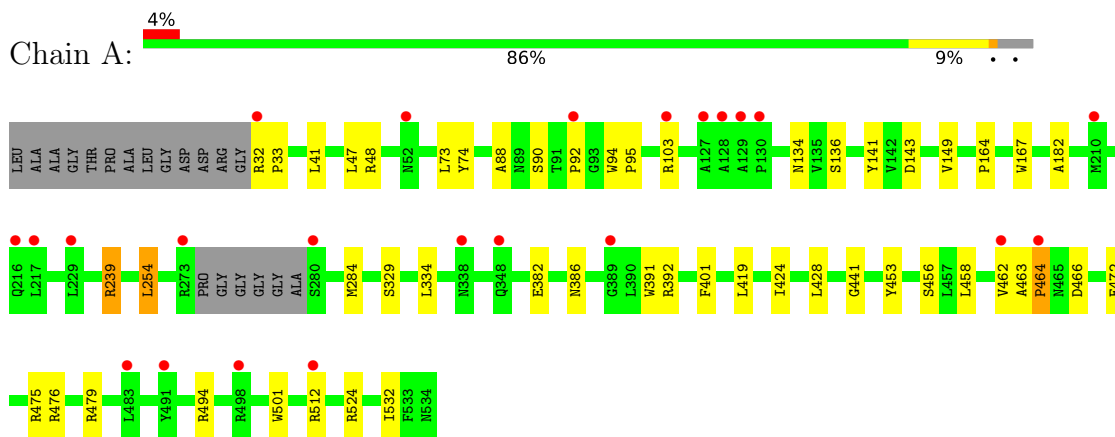 4%
Chain A:
86% 9% • •
LEU ALA ALA GLY THR PRO ALA LEU GLY ASP ASP ARG GLY R32 P33 L41 L47 R48 N52 L73 Y74 A88 N89 S90 T91 P92 G93 W94 P95 R103 A127 A128 A129 P130 N134 V135 S136 Y141 V142 D143 V149 P164 W167 A182 M210
Q216 L217 L229 R239 L254 R273 PRO GLY GLY GLY GLY ALA S280 M284 S329 L334 N338 Q348 E382 N386 G389 L390 W391 R392 F401 L419 I424 L428 G441 Y453 S456 L457 L458 V462 A463 P464 N465 D466
R475 R476 R479 L483 Y491 R494 R498 W501 R512 R524 I532 F533 N534